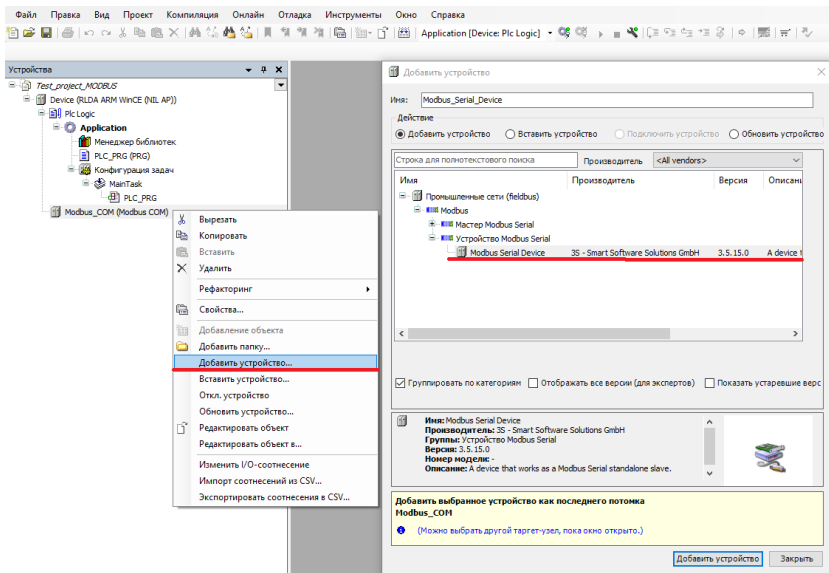 Файл Правка Вид Проект Компиляция Онлайн Отладка Инструменты Окно Справка
Application [Device: Plc Logic]
Устройства
Test_project_MODBUS
Device (RLDA ARM WinCE (NIL AP))
Plc Logic
Application
Менеджер библиотек
PLC_PRG (PRG)
Конфигурация задач
MainTask
PLC_PRG
Modbus_COM (Modbus COM)
Вырезать
Копировать
Вставить
Удалить
Рефакторинг
Свойства...
Добавление объекта
Добавить папку...
Добавить устройство...
Вставить устройство...
Откл. устройство
Обновить устройство...
Редактировать объект
Редактировать объект в...
Изменить I/O-соотнесение
Импорт соотнесений из CSV...
Экспортировать соотнесения в CSV...
Добавить устройство
Имя: Modbus_Serial_Device
Действие
Добавить устройство Вставить устройство Подключить устройство Обновить устройство
Строка для полнотекстового поиска Производитель <All vendors>
Имя Производитель Версия Описани
Промышленные сети (fieldbus)
Modbus
Мастер Modbus Serial
Устройство Modbus Serial
Modbus Serial Device 3S - Smart Software Solutions GmbH 3.5.15.0 A device t
Группировать по категориям Отображать все версии (для экспертов) Показать устаревшие верс
Имя: Modbus Serial Device
Производитель: 3S - Smart Software Solutions GmbH
Группы: Устройство Modbus Serial
Версия: 3.5.15.0
Номер модели: -
Описание: A device that works as a Modbus Serial standalone slave.
Добавить выбранное устройство как последнего потомка
Modbus_COM
(Можно выбрать другой таргет-узел, пока окно открыто.)
Добавить устройство Закрыть